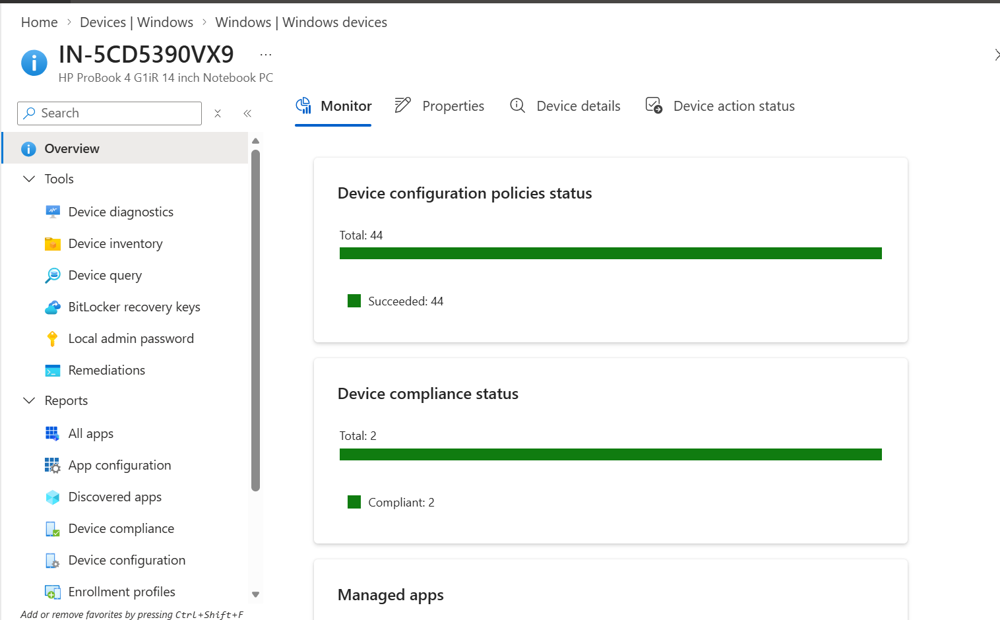 Home > Devices | Windows > Windows | Windows devices
IN-5CD5390VX9 ...
HP ProBook 4 G1iR 14 inch Notebook PC
Search
Overview
Tools
Device diagnostics
Device inventory
Device query
BitLocker recovery keys
Local admin password
Remediations
Reports
All apps
App configuration
Discovered apps
Device compliance
Device configuration
Enrollment profiles
Add or remove favorites by pressing Ctrl+Shift+F
Monitor Properties Device details Device action status
Device configuration policies status
Total: 44
Succeeded: 44
Device compliance status
Total: 2
Compliant: 2
Managed apps